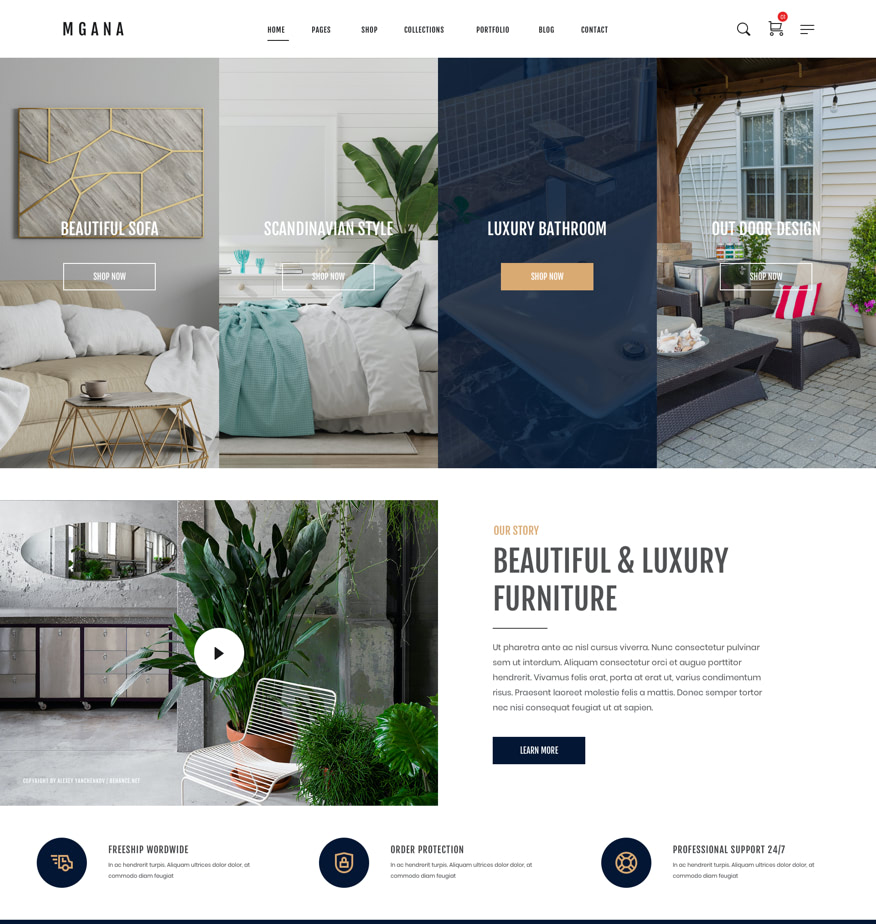 MGANA
HOME PAGES SHOP COLLECTIONS PORTFOLIO BLOG CONTACT
BEAUTIFUL SOFA
SHOP NOW
SCANDINAVIAN STYLE
SHOP NOW
LUXURY BATHROOM
SHOP NOW
OUT DOOR DESIGN
SHOP NOW
OUR STORY
BEAUTIFUL & LUXURY
FURNITURE
Ut pharetra ante ac nisl cursus viverra. Nunc consectetur pulvinar
sem ut interdum. Aliquam consectetur orci et augue porttitor
hendrerit. Vivamus felis erat, porta at erat ut, varius condimentum
risus. Praesent laoreet molestie felis a mattis. Donec semper tortor
nec nisi consequat feugiat ut at sapien.
LEARN MORE
COPYRIGHT BY ALEXEY YANCHENKOV / BEHANCE.NET
FREESHIP WORDWIDE
In ac hendrerit turpis. Aliquam ultrices dolor dolor, at
commodo diam feugiat
ORDER PROTECTION
In ac hendrerit turpis. Aliquam ultrices dolor dolor, at
commodo diam feugiat
PROFESSIONAL SUPPORT 24/7
In ac hendrerit turpis. Aliquam ultrices dolor dolor, at
commodo diam feugiat